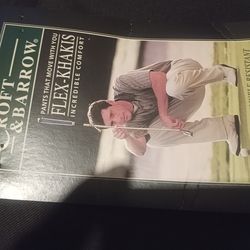 CROFT
& BARROW®
PANTS THAT MOVE WITH YOU
FLEX-KHAKIS
INCREDIBLE COMFORT